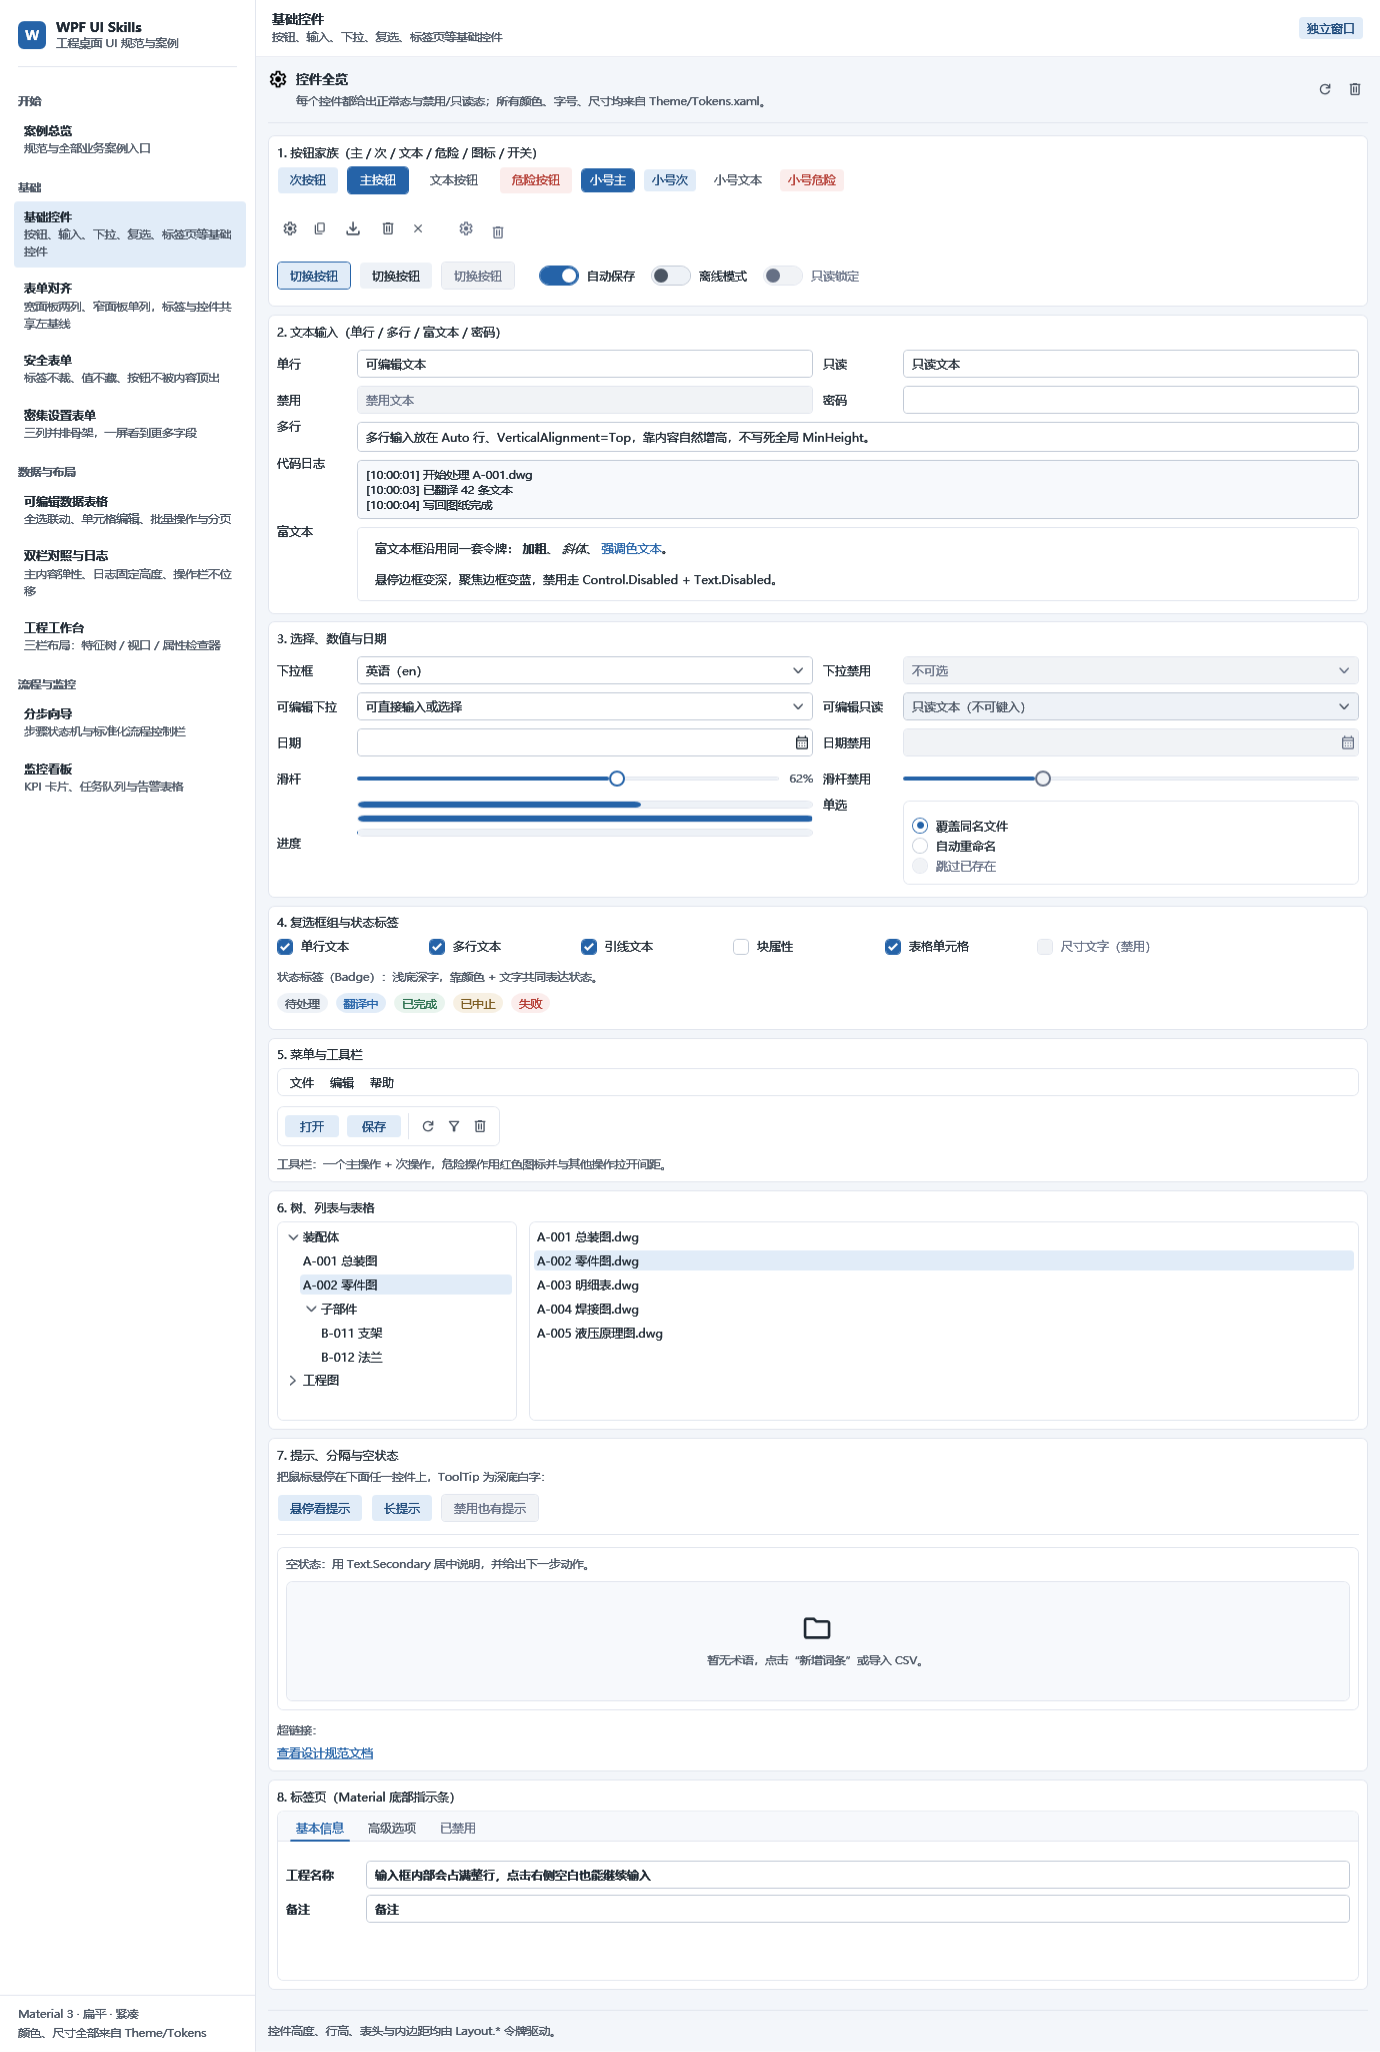 W
WPF UI Skills
工程桌面 UI 规范与案例
开始
案例总览
规范与全部业务案例入口
基础
基础控件
按钮、输入、下拉、复选、标签页等基础
控件
表单对齐
宽面板两列、窄面板单列，标签与控件共
享左基线
安全表单
标签不裁、值不藏、按钮不被内容顶出
密集设置表单
三列并排骨架，一屏看到更多字段
数据与布局
可编辑数据表格
全选联动、单元格编辑、批量操作与分页
双栏对照与日志
主内容弹性、日志固定高度、操作栏不位
移
工程工作台
三栏布局：特征树 / 视口 / 属性检查器
流程与监控
分步向导
步骤状态机与标准化流程控制栏
监控看板
KPI 卡片、任务队列与告警表格
Material 3 · 扁平 · 紧凑
颜色、尺寸全部来自 Theme/Tokens
基础控件
按钮、输入、下拉、复选、标签页等基础控件
独立窗口
控件全览
每个控件都给出正常态与禁用/只读态；所有颜色、字号、尺寸均来自 Theme/Tokens.xaml。
1. 按钮家族（主 / 次 / 文本 / 危险 / 图标 / 开关）
次按钮 主按钮 文本按钮 危险按钮 小号主 小号次 小号文本 小号危险
切换按钮 切换按钮 切换按钮 自动保存 离线模式 只读锁定
2. 文本输入（单行 / 多行 / 富文本 / 密码）
单行 可编辑文本 只读 只读文本
禁用 禁用文本 密码
多行 多行输入放在 Auto 行、VerticalAlignment=Top，靠内容自然增高，不写死全局 MinHeight。
代码日志 [10:00:01] 开始处理 A-001.dwg
[10:00:03] 已翻译 42 条文本
[10:00:04] 写回图纸完成
富文本 富文本框沿用同一套令牌： 加粗、 斜体、 强调色文本。
悬停边框变深，聚焦边框变蓝，禁用走 Control.Disabled + Text.Disabled。
3. 选择、数值与日期
下拉框 英语（en） 下拉禁用 不可选
可编辑下拉 可直接输入或选择 可编辑只读 只读文本（不可键入）
日期 日期禁用
滑杆 62% 滑杆禁用
进度 单选
覆盖同名文件
自动重命名
跳过已存在
4. 复选框组与状态标签
单行文本 多行文本 引线文本 块属性 表格单元格 尺寸文字（禁用）
状态标签（Badge）：浅底深字，靠颜色 + 文字共同表达状态。
待处理 翻译中 已完成 已中止 失败
5. 菜单与工具栏
文件 编辑 帮助
打开 保存
工具栏：一个主操作 + 次操作，危险操作用红色图标并与其他操作拉开间距。
6. 树、列表与表格
装配体
A-001 总装图
A-002 零件图
子部件
B-011 支架
B-012 法兰
工程图
A-001 总装图.dwg
A-002 零件图.dwg
A-003 明细表.dwg
A-004 焊接图.dwg
A-005 液压原理图.dwg
7. 提示、分隔与空状态
把鼠标悬停在下面任一控件上，ToolTip 为深底白字：
悬停看提示 长提示 禁用也有提示
空状态：用 Text.Secondary 居中说明，并给出下一步动作。
暂无术语，点击“新增词条”或导入 CSV。
超链接：
查看设计规范文档
8. 标签页（Material 底部指示条）
基本信息 高级选项 已禁用
工程名称 输入框内部会占满整行，点击右侧空白也能继续输入
备注 备注
控件高度、行高、表头与内边距均由 Layout.* 令牌驱动。